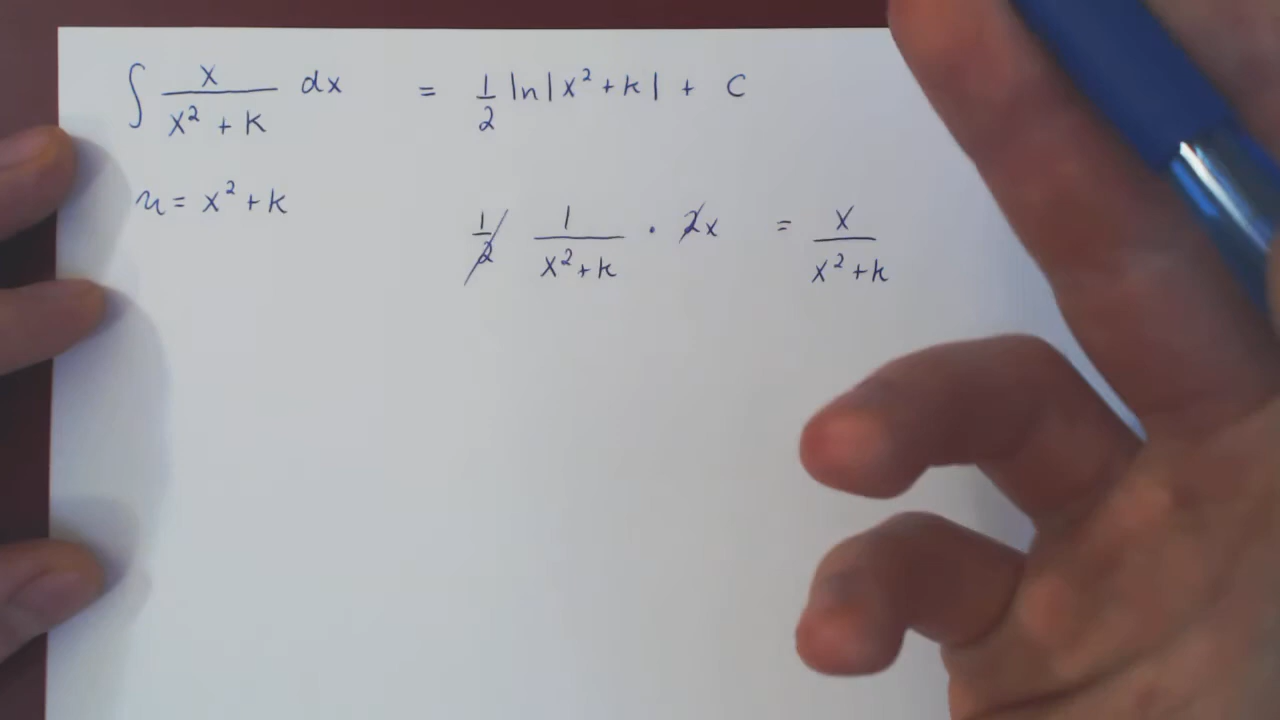 ∫ x/(x² + k) dx = 1/2 ln|x² + k| + C
u = x² + k
1/2 1/(x² + k) · 2x = x/(x² + k)